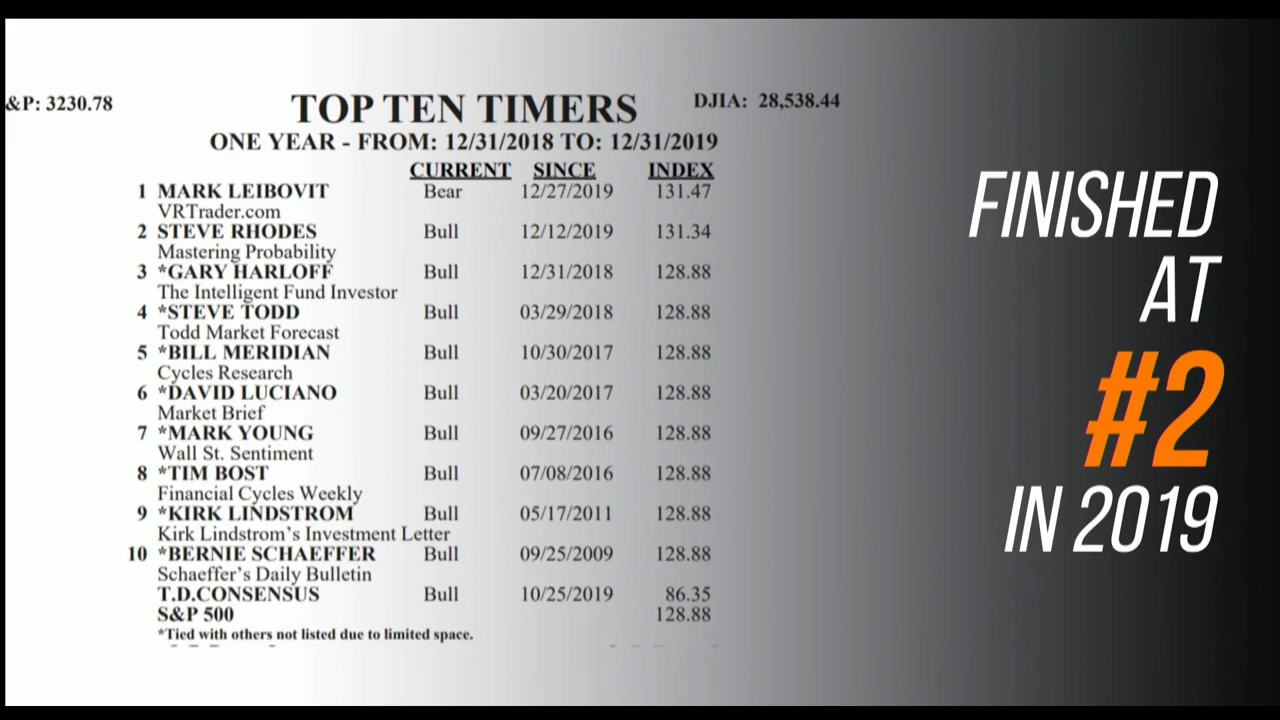 &P: 3230.78
TOP TEN TIMERS
DJIA: 28,538.44
ONE YEAR - FROM: 12/31/2018 TO: 12/31/2019
CURRENT SINCE INDEX
1 MARK LEIBOVIT Bear 12/27/2019 131.47
VRTrader.com
2 STEVE RHODES Bull 12/12/2019 131.34
Mastering Probability
3 *GARY HARLOFF Bull 12/31/2018 128.88
The Intelligent Fund Investor
4 *STEVE TODD Bull 03/29/2018 128.88
Todd Market Forecast
5 *BILL MERIDIAN Bull 10/30/2017 128.88
Cycles Research
6 *DAVID LUCIANO Bull 03/20/2017 128.88
Market Brief
7 *MARK YOUNG Bull 09/27/2016 128.88
Wall St. Sentiment
8 *TIM BOST Bull 07/08/2016 128.88
Financial Cycles Weekly
9 *KIRK LINDSTROM Bull 05/17/2011 128.88
Kirk Lindstrom's Investment Letter
10 *BERNIE SCHAEFFER Bull 09/25/2009 128.88
Schaeffer's Daily Bulletin
T.D.CONSENSUS Bull 10/25/2019 86.35
S&P 500 128.88
*Tied with others not listed due to limited space.
FINISHED
AT
#2
IN 2019